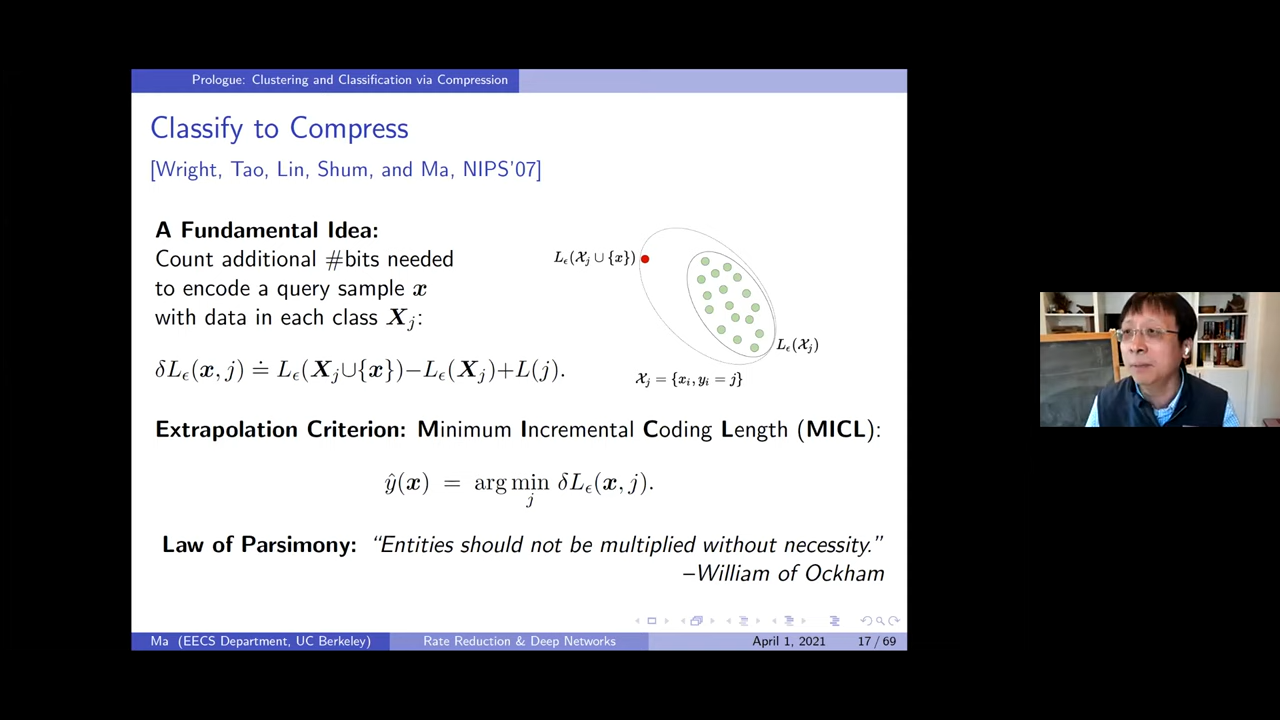 Prologue: Clustering and Classification via Compression
Classify to Compress
[Wright, Tao, Lin, Shum, and Ma, NIPS'07]
A Fundamental Idea:
Count additional #bits needed
to encode a query sample x
with data in each class X_j:
δL_ϵ(x, j) ≐ L_ϵ(X_j∪{x})−L_ϵ(X_j)+L(j).
L_ϵ(𝒳_j ∪ {x})
L_ϵ(𝒳_j)
𝒳_j = {x_i, y_i = j}
Extrapolation Criterion: Minimum Incremental Coding Length (MICL):
ŷ(x) = arg min_j δL_ϵ(x, j).
Law of Parsimony: “Entities should not be multiplied without necessity.”
–William of Ockham
Ma (EECS Department, UC Berkeley) Rate Reduction & Deep Networks April 1, 2021 17 / 69